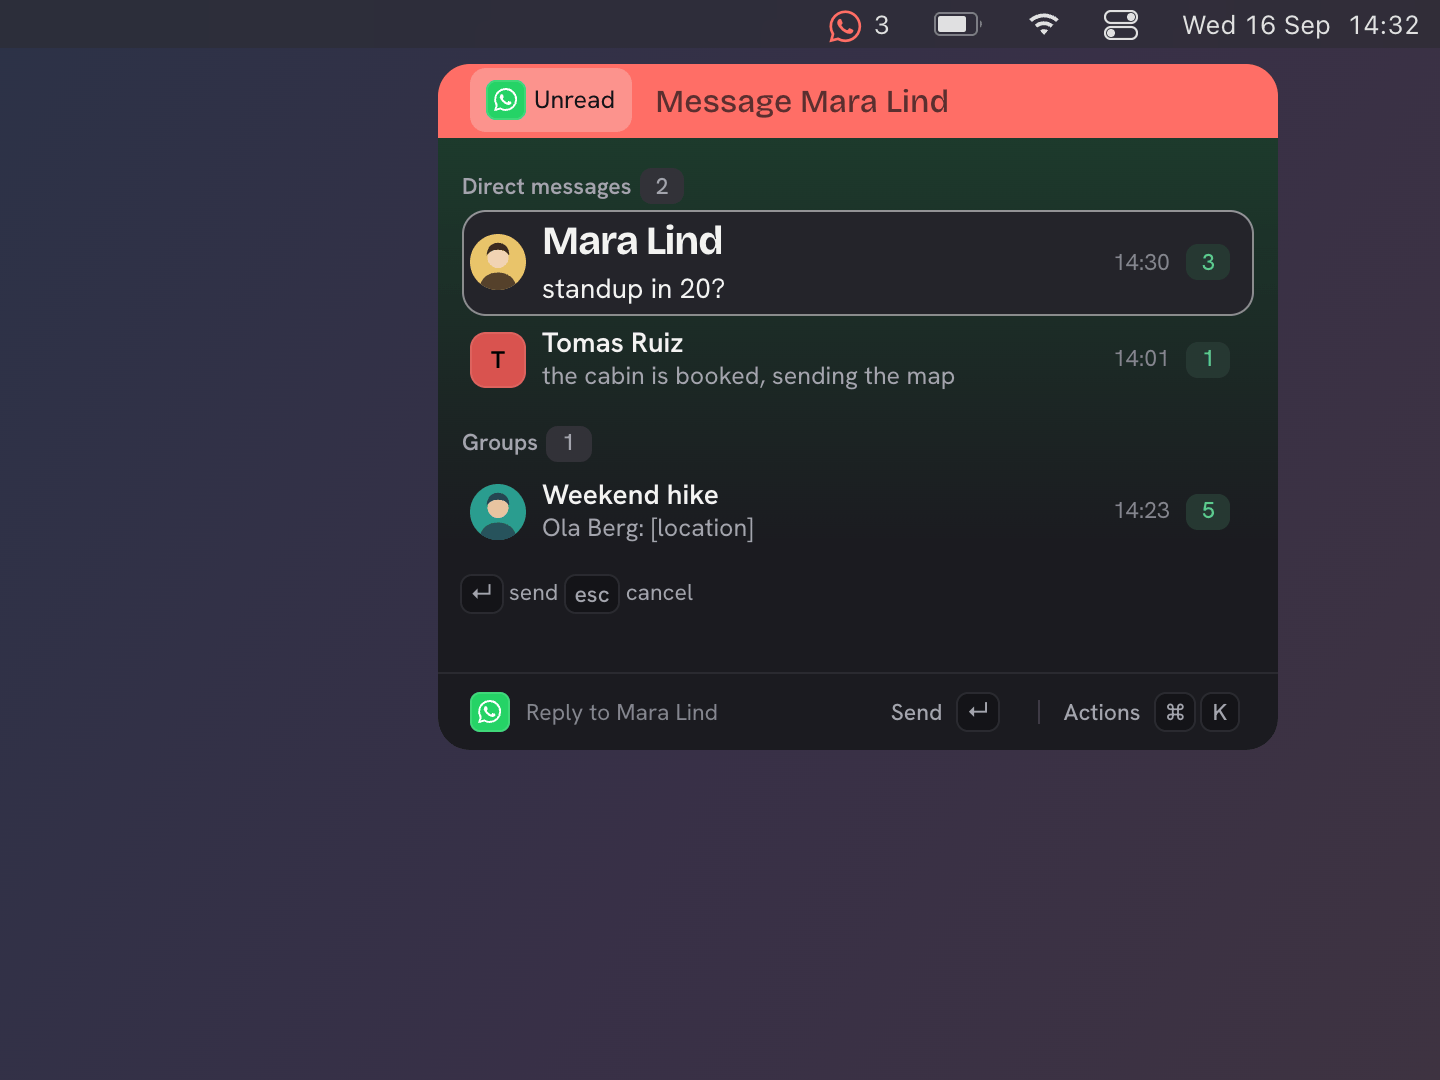 3 Wed 16 Sep 14:32
Unread Message Mara Lind
Direct messages 2
Mara Lind
standup in 20?
14:30 3
T
Tomas Ruiz
the cabin is booked, sending the map
14:01 1
Groups 1
Weekend hike
Ola Berg: [location]
14:23 5
↵ send esc cancel
Reply to Mara Lind Send ↵ Actions ⌘ K